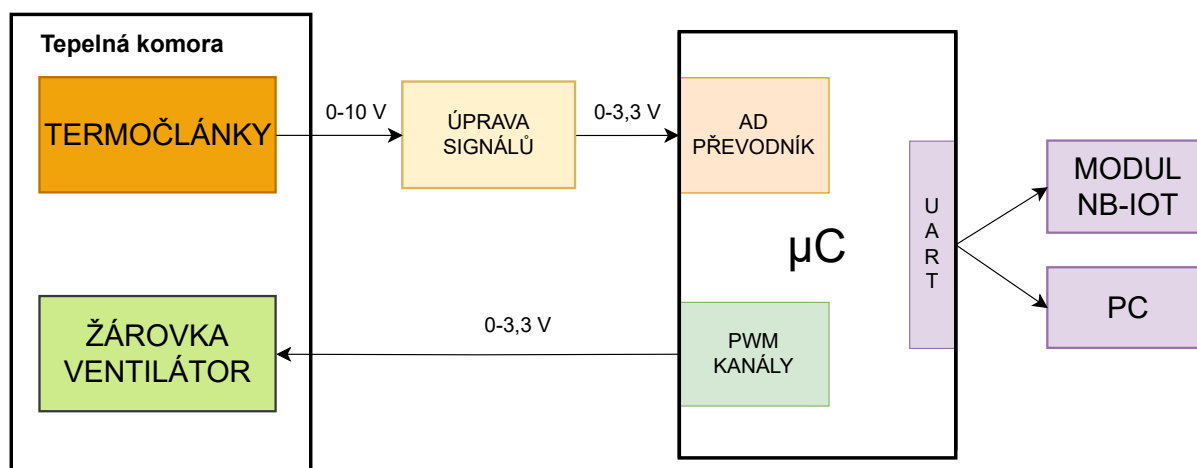 Tepelná komora
TERMOČLÁNKY
0-10 V
ÚPRAVA
SIGNÁLŮ
0-3,3 V
AD
PŘEVODNÍK
µC
UART
MODUL
NB-IOT
PC
ŽÁROVKA
VENTILÁTOR
0-3,3 V
PWM
KANÁLY